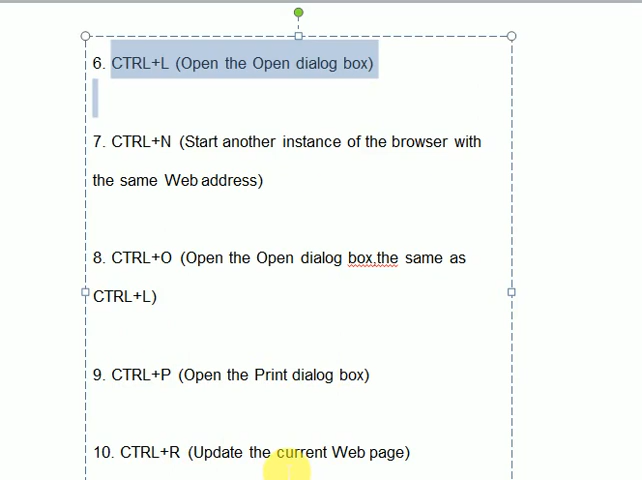 6. CTRL+L (Open the Open dialog box)
7. CTRL+N (Start another instance of the browser with
the same Web address)
8. CTRL+O (Open the Open dialog box,the same as
CTRL+L)
9. CTRL+P (Open the Print dialog box)
10. CTRL+R (Update the current Web page)